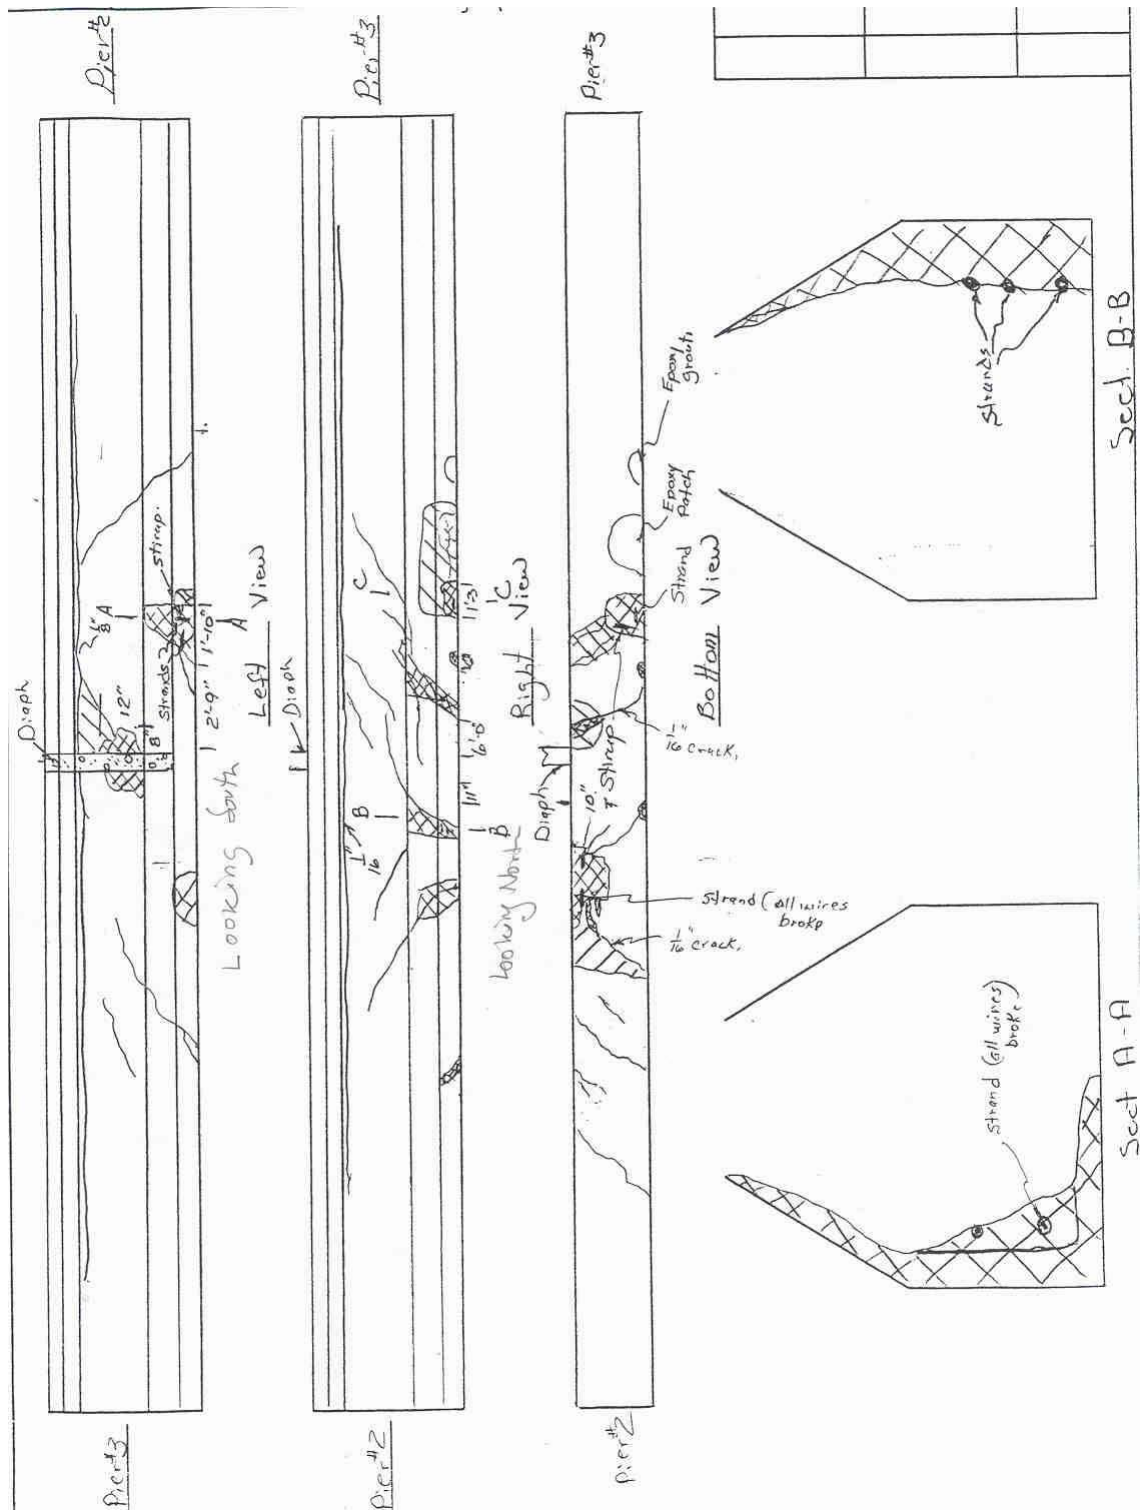 Pier#3
Pier#2
Diaph
12"
8"
Strands
Stirrup.
A
2'-9"
1'-10"
A
Left View
Looking South
Pier#2
Pier#3
Diaph
1/16"
B
C
B
11"
6'-0"
11'-3"
C
Right View
Looking North
Pier#2
Pier#3
Diaph
10"
Stirup
Strand (all wires
broke
1/16" crack,
1/16" crack,
Strand
Epoxy
Patch
Epoxy
grout
Bottom View
Strand (all wires)
broke
Sect A-A
Strands
Sect. B-B